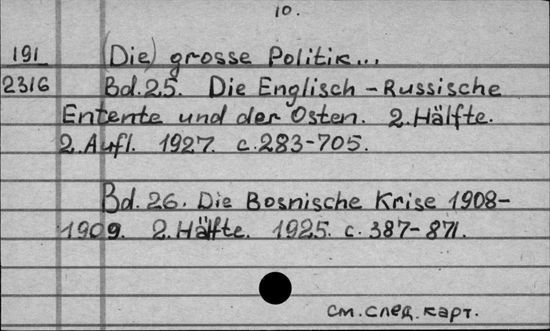 10.
191 (Die) grosse Politik...
2316 Bd.25. Die Englisch-Russische
Entente und der Osten. 2.Hälfte.
2.Aufl. 1927. с.283-705.
Bd.26. Die Bosnische Krise 1908-
1909. 2.Hälfte. 1925. с.387-871.
см.след.карт.